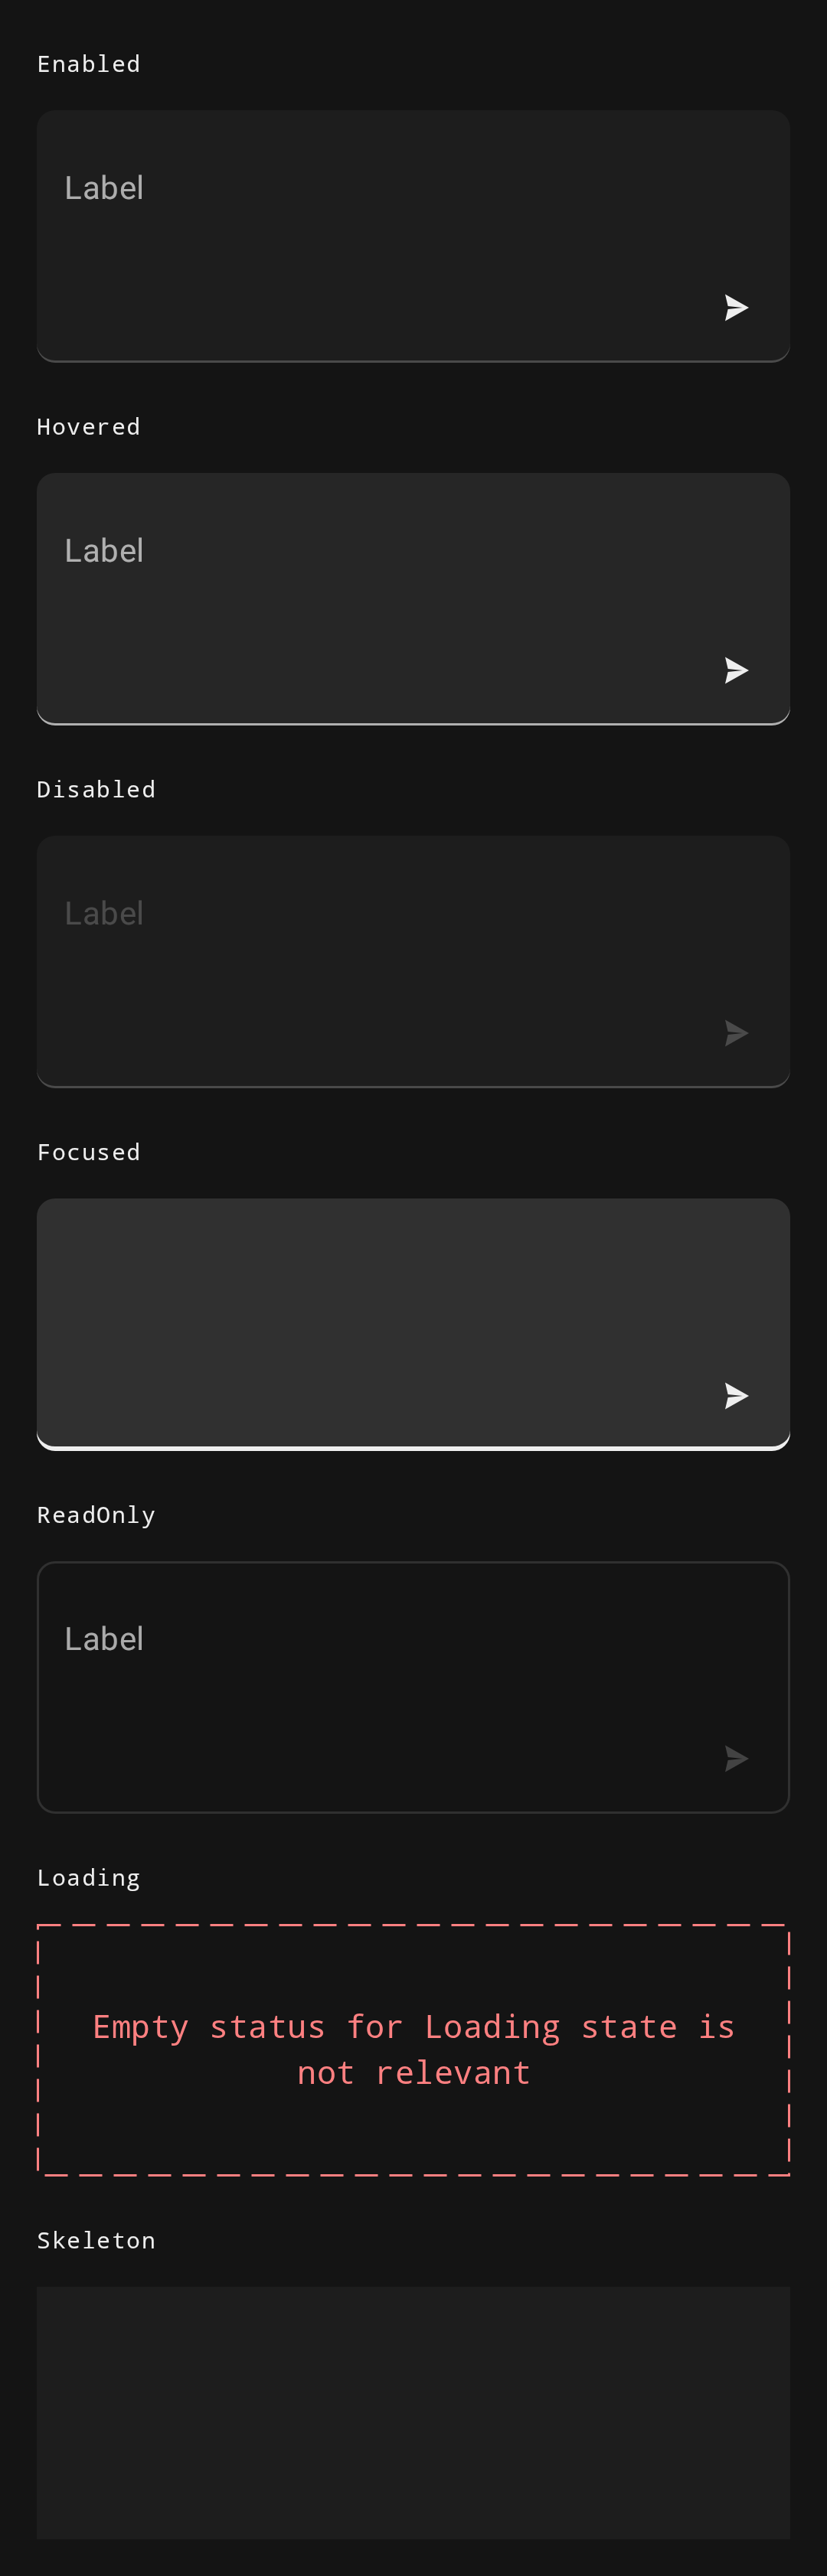 Enabled
Label
Hovered
Label
Disabled
Label
Focused
ReadOnly
Label
Loading
Empty status for Loading state is
not relevant
Skeleton